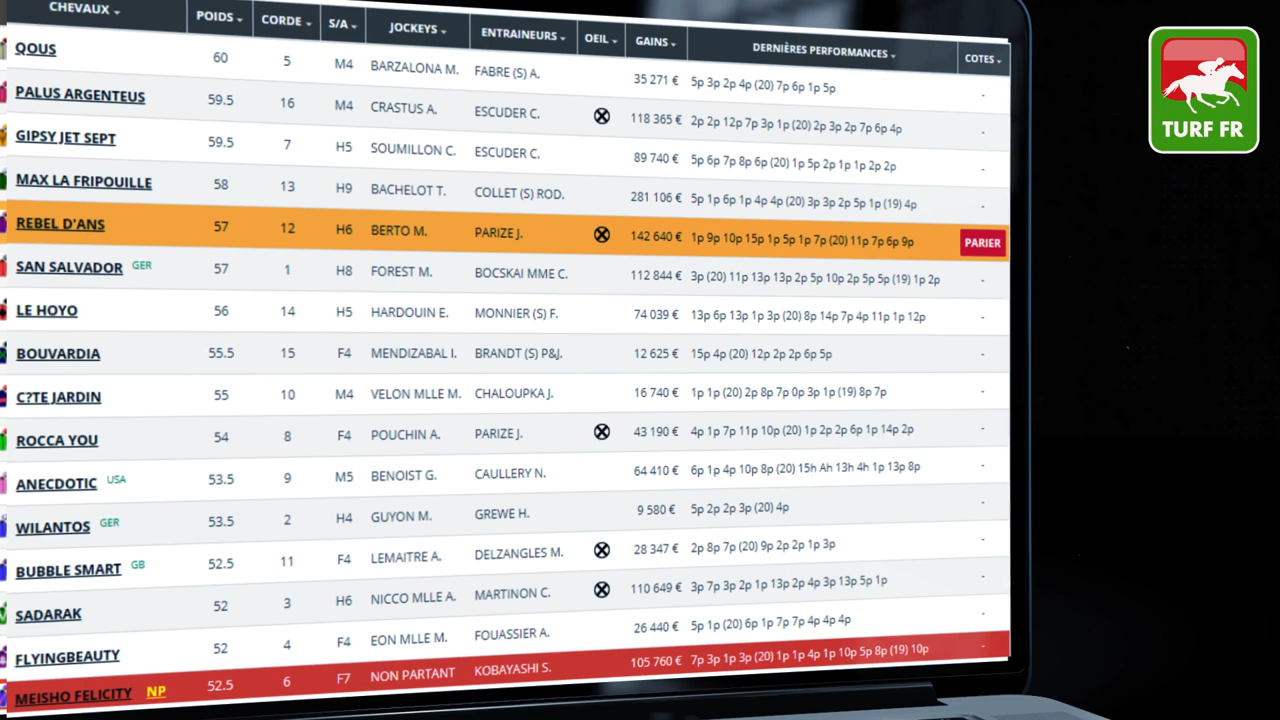 CHEVAUX POIDS CORDE S/A JOCKEYS ENTRAINEURS OEIL GAINS DERNIÈRES PERFORMANCES COTES
QOUS 60 5 M4 BARZALONA M. FABRE (S) A. 35 271 € 5p 3p 2p 4p (20) 7p 6p 1p 5p -
PALUS ARGENTEUS 59.5 16 M4 CRASTUS A. ESCUDER C. 118 365 € 2p 2p 12p 7p 3p 1p (20) 2p 3p 2p 7p 6p 4p -
GIPSY JET SEPT 59.5 7 H5 SOUMILLON C. ESCUDER C. 89 740 € 5p 6p 7p 8p 6p (20) 1p 5p 2p 1p 1p 2p 2p -
MAX LA FRIPOUILLE 58 13 H9 BACHELOT T. COLLET (S) ROD. 281 106 € 5p 1p 6p 1p 4p 4p (20) 3p 3p 2p 5p 1p (19) 4p -
REBEL D'ANS 57 12 H6 BERTO M. PARIZE J. 142 640 € 1p 9p 10p 15p 1p 5p 1p 7p (20) 11p 7p 6p 9p PARIER
SAN SALVADOR GER 57 1 H8 FOREST M. BOCSKAI MME C. 112 844 € 3p (20) 11p 13p 13p 2p 5p 10p 2p 5p 5p (19) 1p 2p -
LE HOYO 56 14 H5 HARDOUIN E. MONNIER (S) F. 74 039 € 13p 6p 13p 1p 3p (20) 8p 14p 7p 4p 11p 1p 12p -
BOUVARDIA 55.5 15 F4 MENDIZABAL I. BRANDT (S) P&J. 12 625 € 15p 4p (20) 12p 2p 2p 6p 5p -
C?TE JARDIN 55 10 M4 VELON MLLE M. CHALOUPKA J. 16 740 € 1p 1p (20) 2p 8p 7p 0p 3p 1p (19) 8p 7p -
ROCCA YOU 54 8 F4 POUCHIN A. PARIZE J. 43 190 € 4p 1p 7p 11p 10p (20) 1p 2p 2p 6p 1p 14p 2p -
ANECDOTIC USA 53.5 9 M5 BENOIST G. CAULLERY N. 64 410 € 6p 1p 4p 10p 8p (20) 15h Ah 13h 4h 1p 13p 8p -
WILANTOS GER 53.5 2 H4 GUYON M. GREWE H. 9 580 € 5p 2p 2p 3p (20) 4p -
BUBBLE SMART GB 52.5 11 F4 LEMAITRE A. DELZANGLES M. 28 347 € 2p 8p 7p (20) 9p 2p 2p 1p 3p -
SADARAK 52 3 H6 NICCO MLLE A. MARTINON C. 110 649 € 3p 7p 3p 2p 1p 13p 2p 4p 3p 13p 5p 1p -
FLYINGBEAUTY 52 4 F4 EON MLLE M. FOUASSIER A. 26 440 € 5p 1p (20) 6p 1p 7p 7p 4p 4p 4p -
MEISHO FELICITY NP 52.5 6 F7 NON PARTANT KOBAYASHI S. 105 760 € 7p 3p 1p 3p (20) 1p 1p 4p 1p 10p 5p 8p (19) 10p -
TURF FR